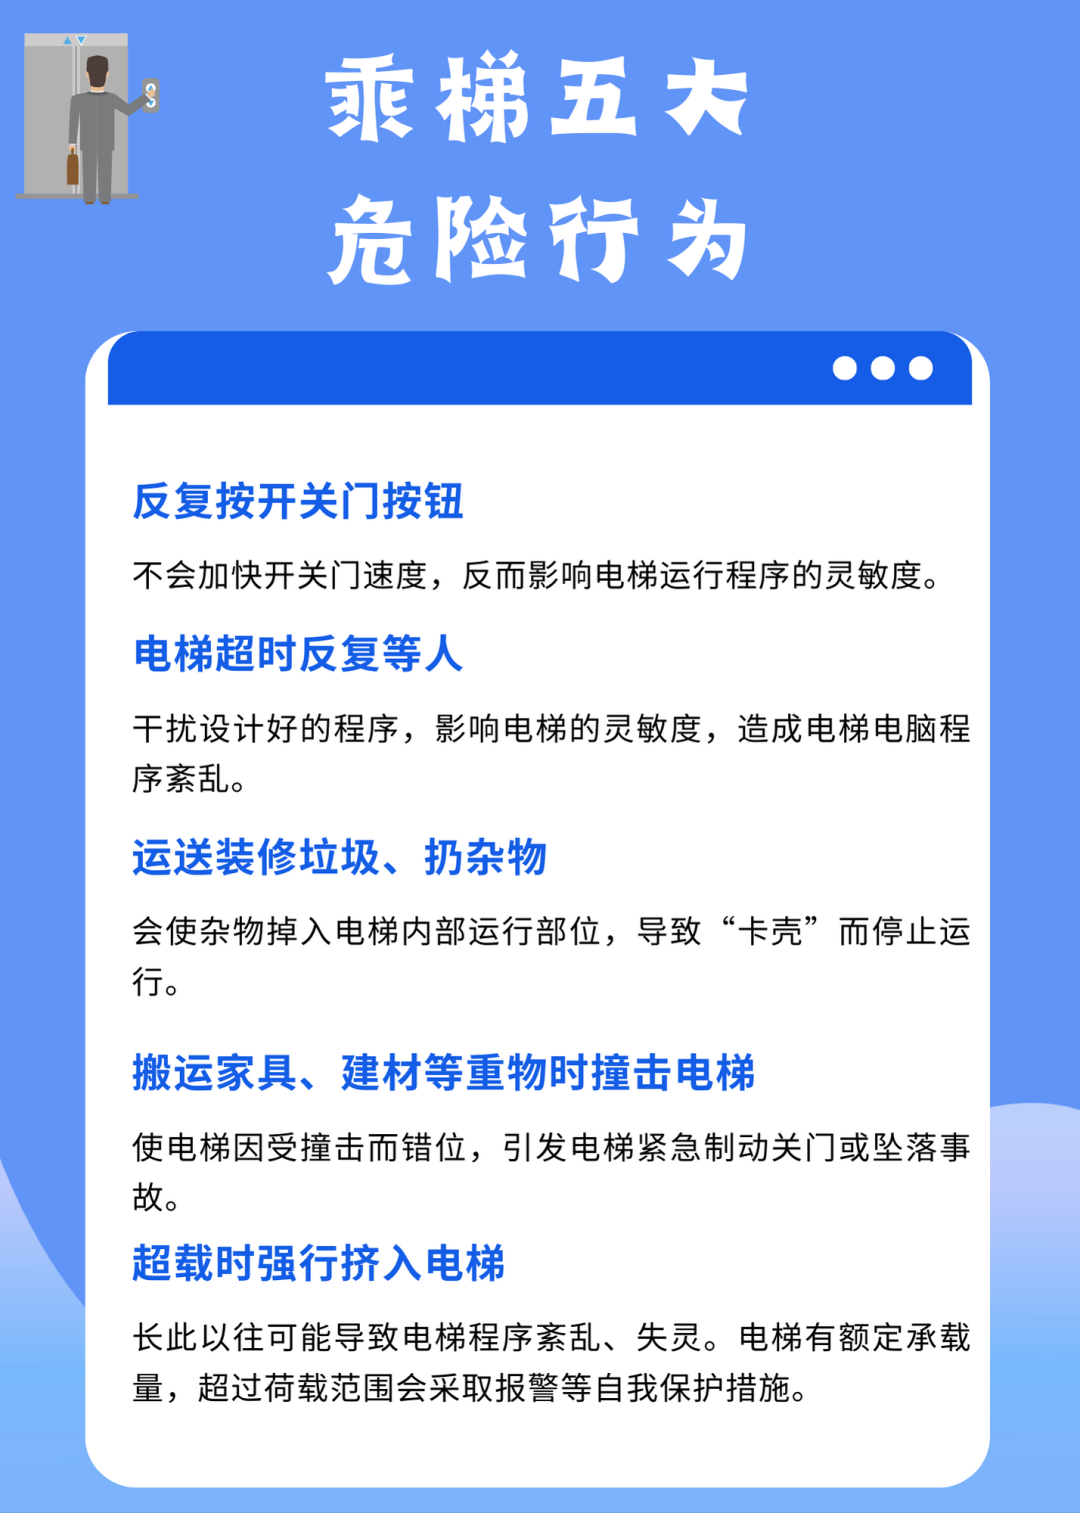 乘梯五大
危险行为
反复按开关门按钮
不会加快开关门速度，反而影响电梯运行程序的灵敏度。
电梯超时反复等人
干扰设计好的程序，影响电梯的灵敏度，造成电梯电脑程
序紊乱。
运送装修垃圾、扔杂物
会使杂物掉入电梯内部运行部位，导致“卡壳”而停止运
行。
搬运家具、建材等重物时撞击电梯
使电梯因受撞击而错位，引发电梯紧急制动关门或坠落事
故。
超载时强行挤入电梯
长此以往可能导致电梯程序紊乱、失灵。电梯有额定承载
量，超过荷载范围会采取报警等自我保护措施。